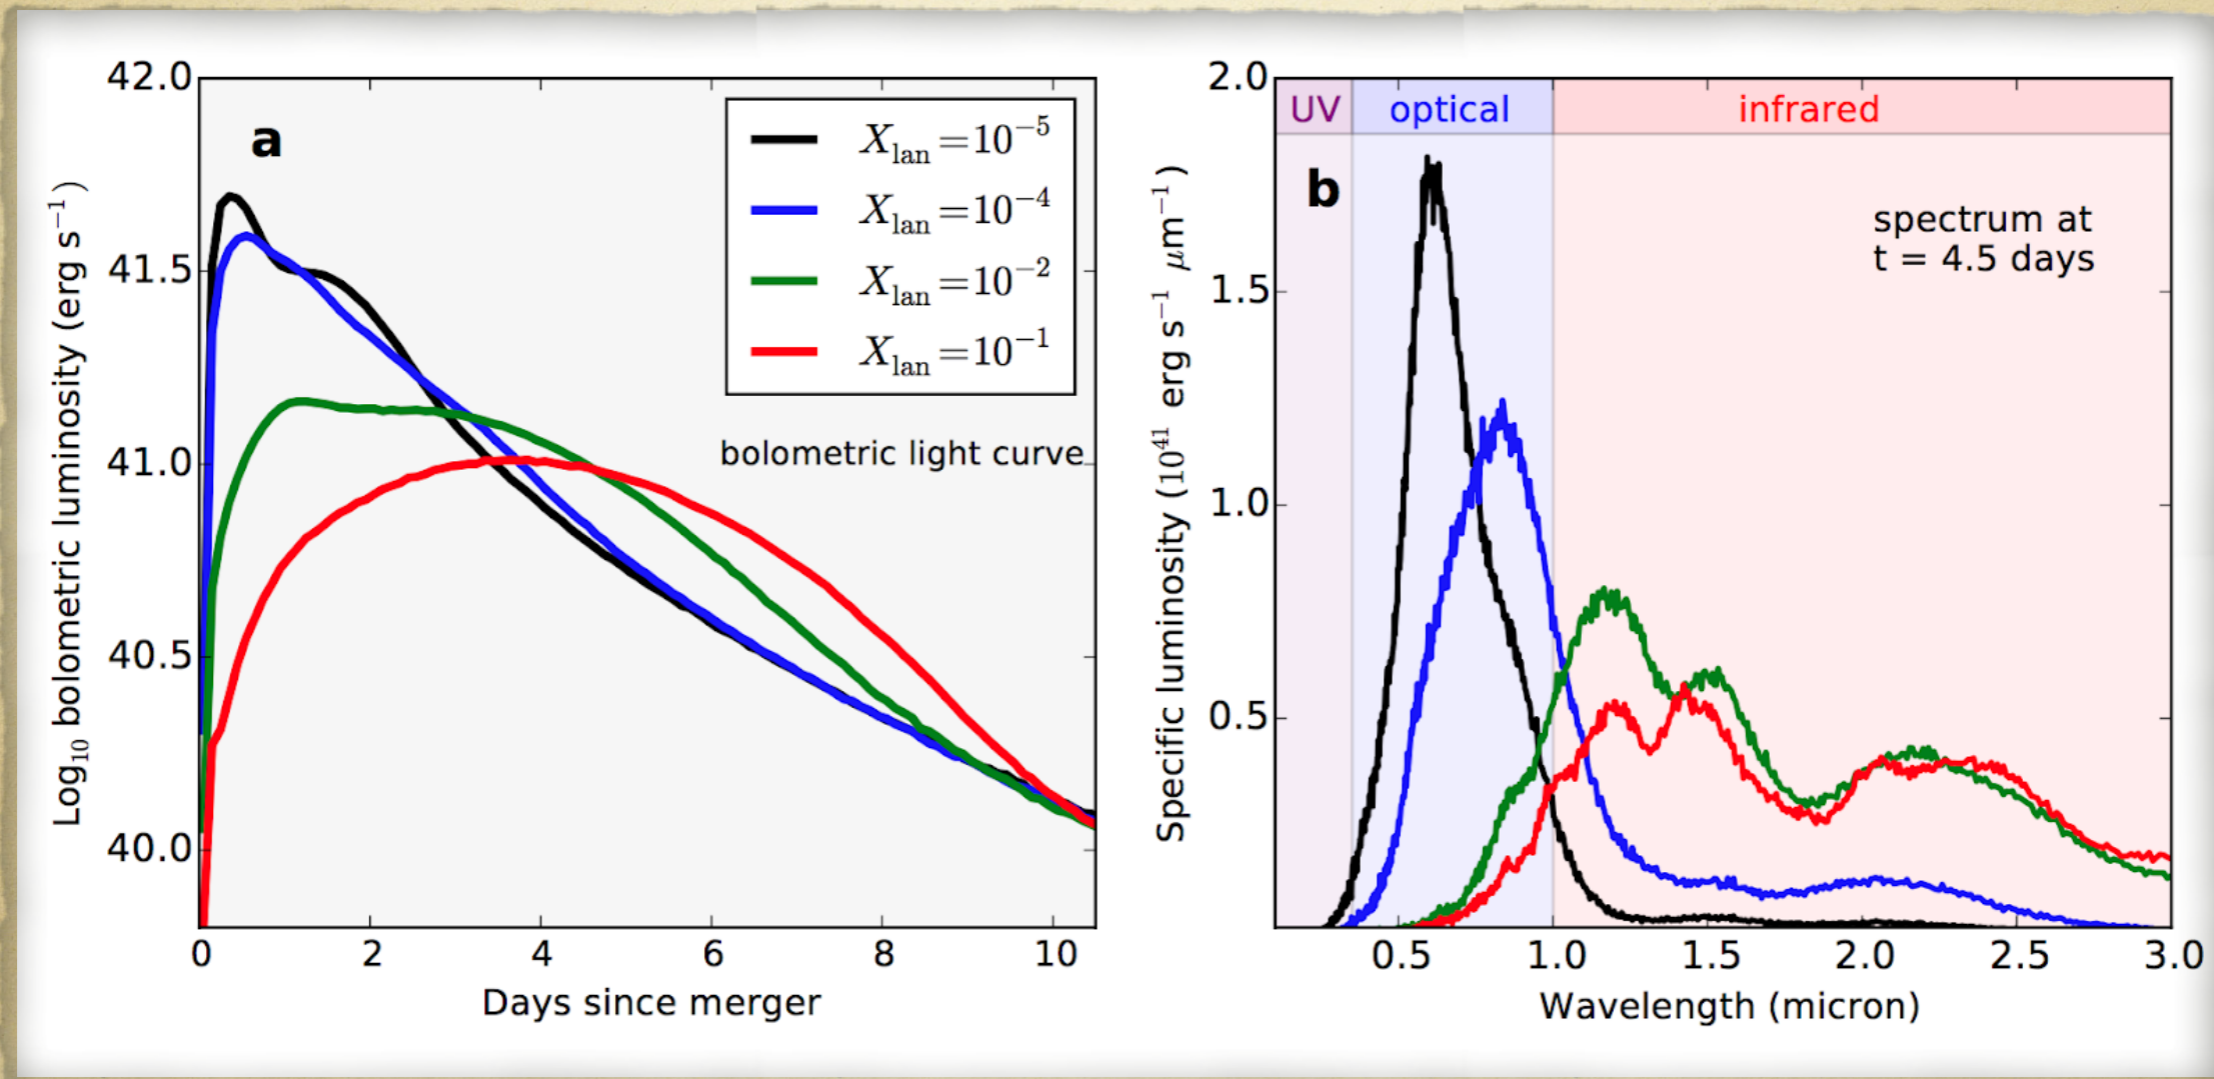 a
42.0
41.5
41.0
40.5
40.0
Log₁₀ bolometric luminosity (erg s⁻¹)
X_lan = 10⁻⁵
X_lan = 10⁻⁴
X_lan = 10⁻²
X_lan = 10⁻¹
bolometric light curve
0 2 4 6 8 10
Days since merger
UV optical infrared
b
spectrum at
t = 4.5 days
2.0
1.5
1.0
0.5
Specific luminosity (10⁴¹ erg s⁻¹ μm⁻¹)
0.5 1.0 1.5 2.0 2.5 3.0
Wavelength (micron)